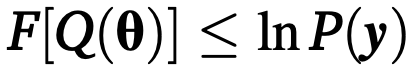 F[Q(θ)] ≤ ln P(y)